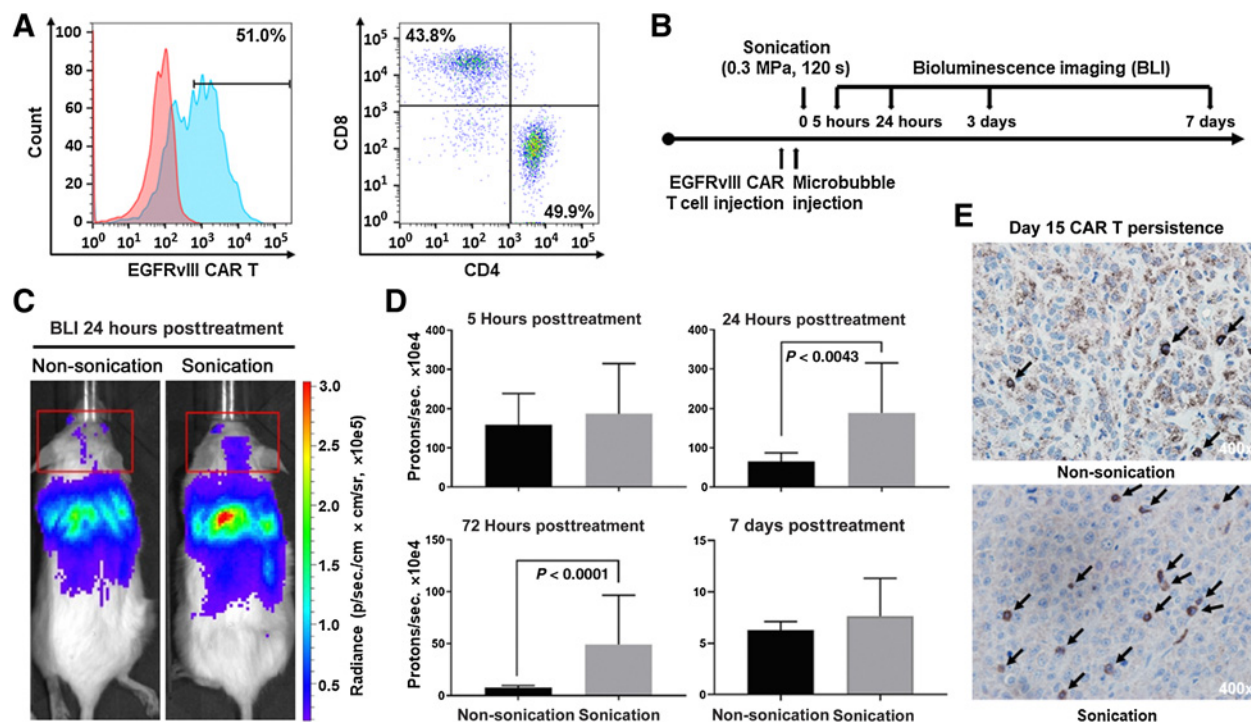 A
51.0%
100
80
60
40
20
0
Count
10^0 10^1 10^2 10^3 10^4 10^5
EGFRvIII CAR T
43.8%
10^5
10^4
10^3
10^2
10^1
10^0
CD8
49.9%
10^0 10^1 10^2 10^3 10^4 10^5
CD4
B
Sonication
(0.3 MPa, 120 s)
Bioluminescence imaging (BLI)
0 5 hours 24 hours 3 days 7 days
EGFRvIII CAR
T cell injection
Microbubble
injection
C
BLI 24 hours posttreatment
Non-sonication Sonication
3.0
2.5
2.0
1.5
1.0
0.5
Radiance (p/sec./cm × cm/sr, ×10e5)
D
5 Hours posttreatment
400
300
200
100
0
Protons/sec. ×10e4
24 Hours posttreatment
400
300
200
100
0
P < 0.0043
72 Hours posttreatment
200
150
100
50
0
Protons/sec. ×10e4
P < 0.0001
Non-sonication Sonication
7 days posttreatment
15
10
5
0
Non-sonication Sonication
E
Day 15 CAR T persistence
400x
Non-sonication
400x
Sonication